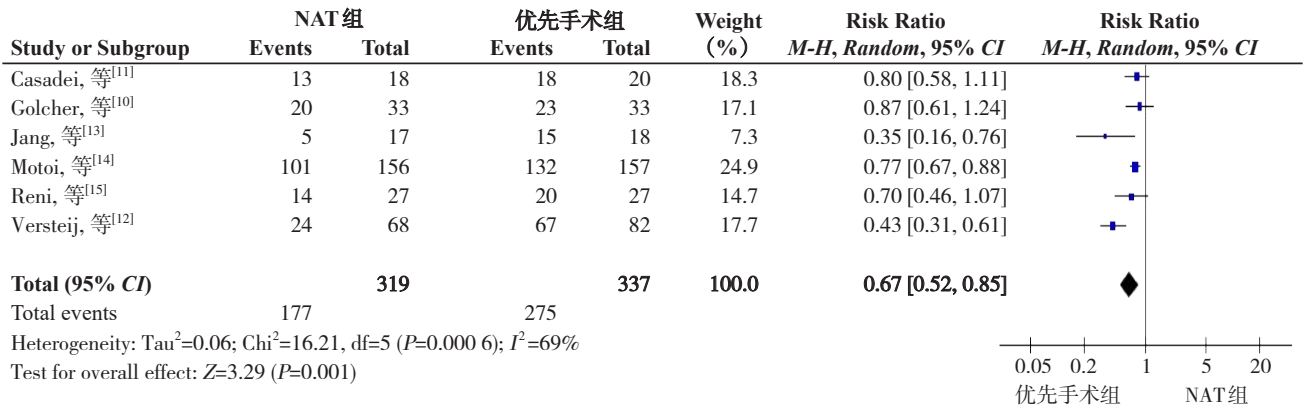 NAT组 优先手术组 Weight Risk Ratio Risk Ratio
Study or Subgroup Events Total Events Total (%) M-H, Random, 95% CI M-H, Random, 95% CI
Casadei, 等[11] 13 18 18 20 18.3 0.80 [0.58, 1.11]
Golcher, 等[10] 20 33 23 33 17.1 0.87 [0.61, 1.24]
Jang, 等[13] 5 17 15 18 7.3 0.35 [0.16, 0.76]
Motoi, 等[14] 101 156 132 157 24.9 0.77 [0.67, 0.88]
Reni, 等[15] 14 27 20 27 14.7 0.70 [0.46, 1.07]
Versteij, 等[12] 24 68 67 82 17.7 0.43 [0.31, 0.61]
Total (95% CI) 319 337 100.0 0.67 [0.52, 0.85]
Total events 177 275
Heterogeneity: Tau²=0.06; Chi²=16.21, df=5 (P=0.000 6); I²=69%
Test for overall effect: Z=3.29 (P=0.001)
0.05 0.2 1 5 20
优先手术组 NAT组